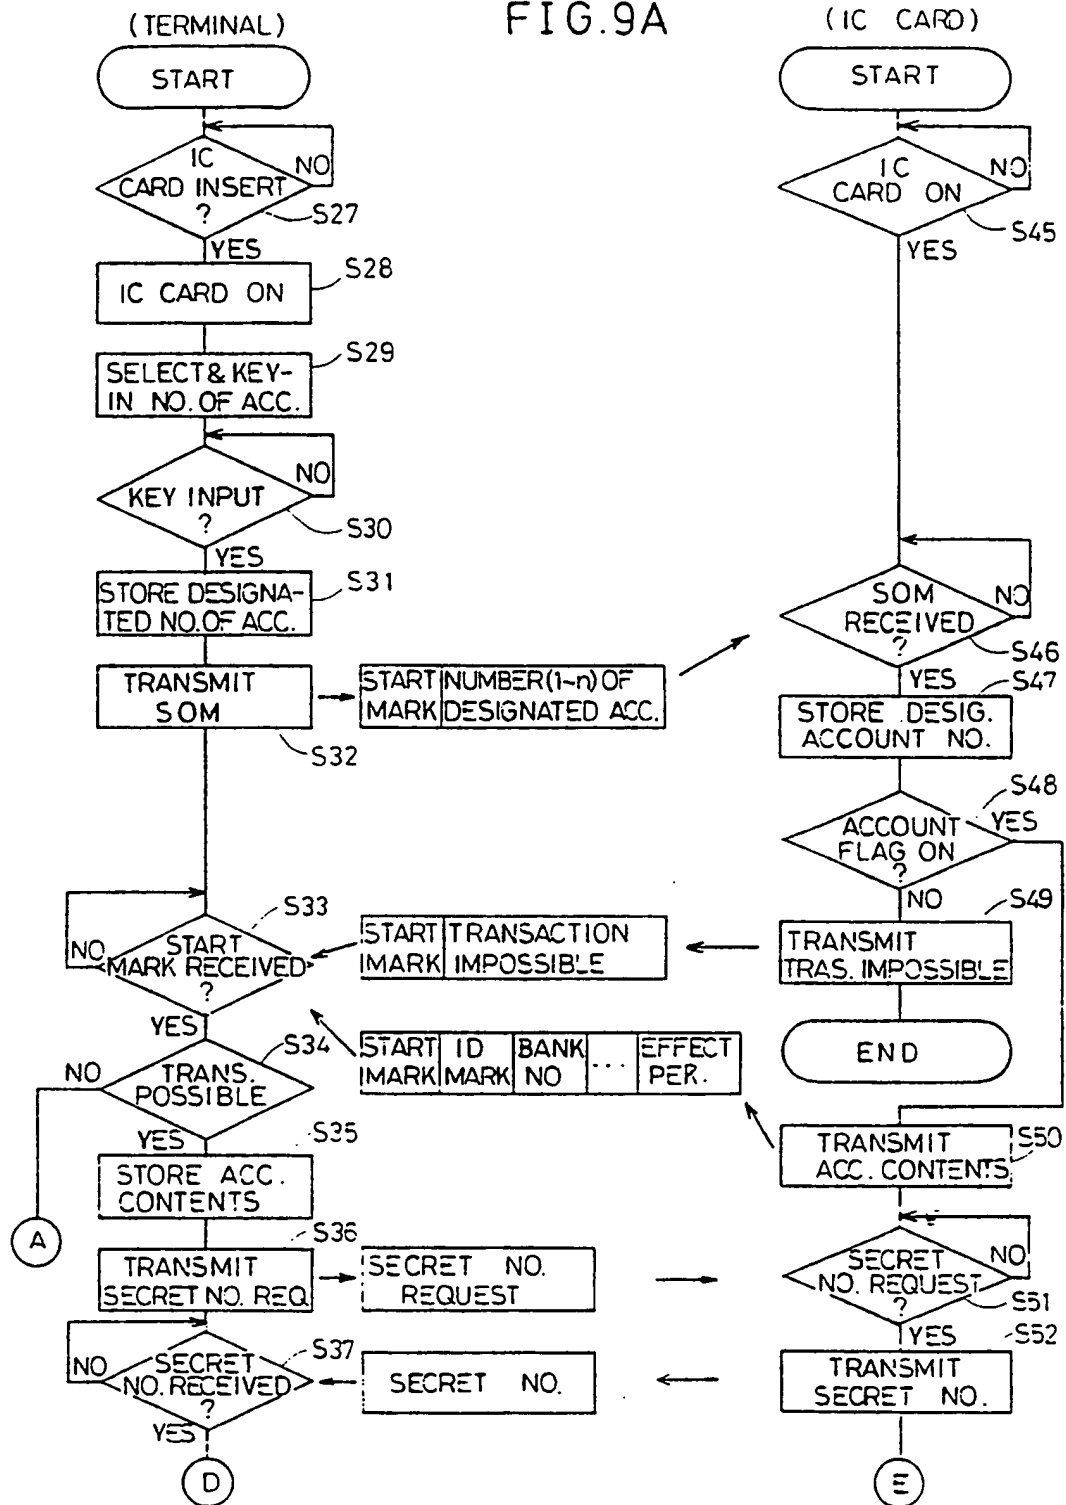 FIG.9A
(TERMINAL)
START
IC
CARD INSERT
?
NO
S27
YES
IC CARD ON
S28
SELECT & KEY-
IN NO. OF ACC.
S29
KEY INPUT
?
NO
S30
YES
STORE DESIGNA-
TED NO. OF ACC.
S31
TRANSMIT
SOM
S32
START
MARK
NUMBER(1~n) OF
DESIGNATED ACC.
START
MARK RECEIVED
?
NO
S33
YES
START
MARK
TRANSACTION
IMPOSSIBLE
TRANS.
POSSIBLE
NO
S34
YES
START
MARK
ID
MARK
BANK
NO
...
EFFECT
PER.
STORE ACC.
CONTENTS
S35
A
TRANSMIT
SECRET NO. REQ.
S36
SECRET NO.
REQUEST
SECRET
NO. RECEIVED
?
NO
S37
YES
SECRET NO.
D
(IC CARD)
START
IC
CARD ON
NO
S45
YES
SOM
RECEIVED
?
NO
S46
YES
STORE DESIG.
ACCOUNT NO.
S47
ACCOUNT
FLAG ON
?
YES
S48
NO
TRANSMIT
TRAS. IMPOSSIBLE
S49
END
TRANSMIT
ACC. CONTENTS
S50
SECRET
NO. REQUEST
?
NO
S51
YES
TRANSMIT
SECRET NO.
S52
E